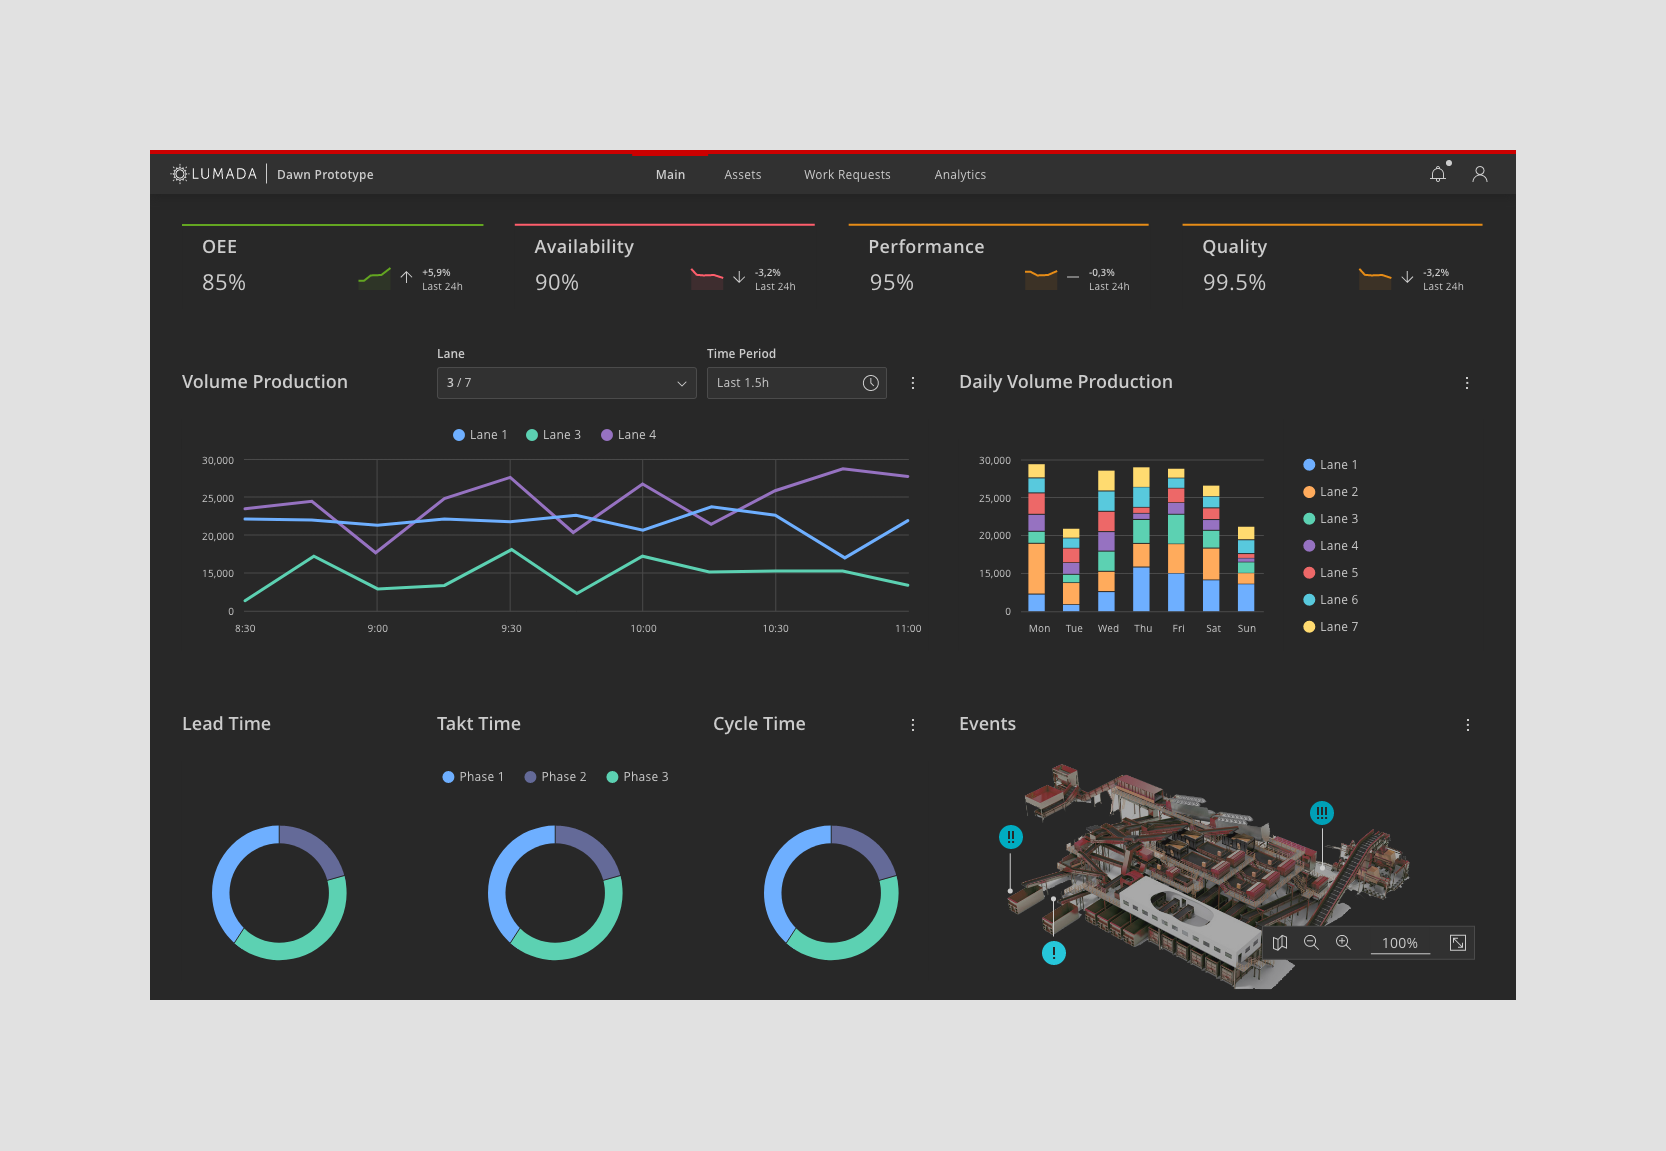 LUMADA
Dawn Prototype
Main
Assets
Work Requests
Analytics
OEE
85%
+5,9%
Last 24h
Availability
90%
-3,2%
Last 24h
Performance
95%
-0,3%
Last 24h
Quality
99.5%
-3,2%
Last 24h
Volume Production
Lane
3 / 7
Time Period
Last 1.5h
Lane 1
Lane 3
Lane 4
30,000
25,000
20,000
15,000
0
8:30
9:00
9:30
10:00
10:30
11:00
Daily Volume Production
30,000
25,000
20,000
15,000
0
Mon
Tue
Wed
Thu
Fri
Sat
Sun
Lane 1
Lane 2
Lane 3
Lane 4
Lane 5
Lane 6
Lane 7
Lead Time
Takt Time
Cycle Time
Phase 1
Phase 2
Phase 3
Events
!!
!!!
!
100%